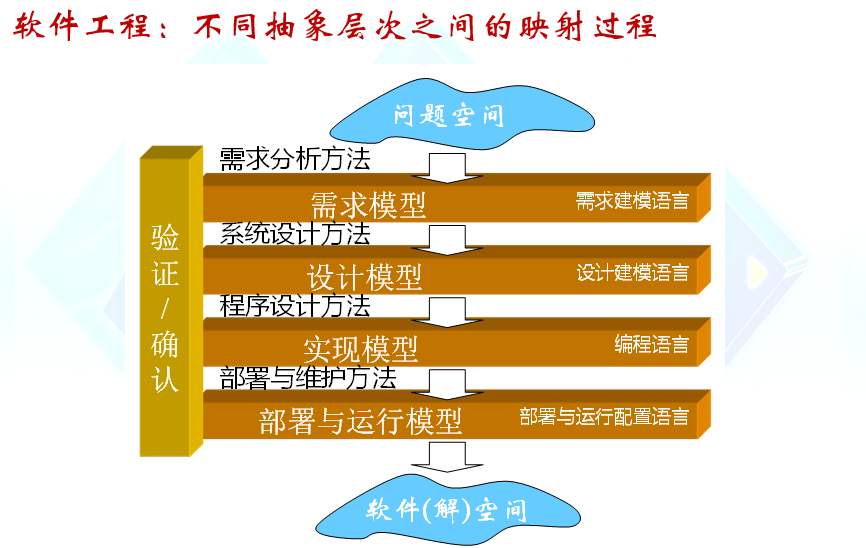 软件工程：不同抽象层次之间的映射过程
问题空间
需求分析方法
需求模型
需求建模语言
系统设计方法
设计模型
设计建模语言
程序设计方法
实现模型
编程语言
部署与维护方法
部署与运行模型
部署与运行配置语言
验证/确认
软件(解)空间